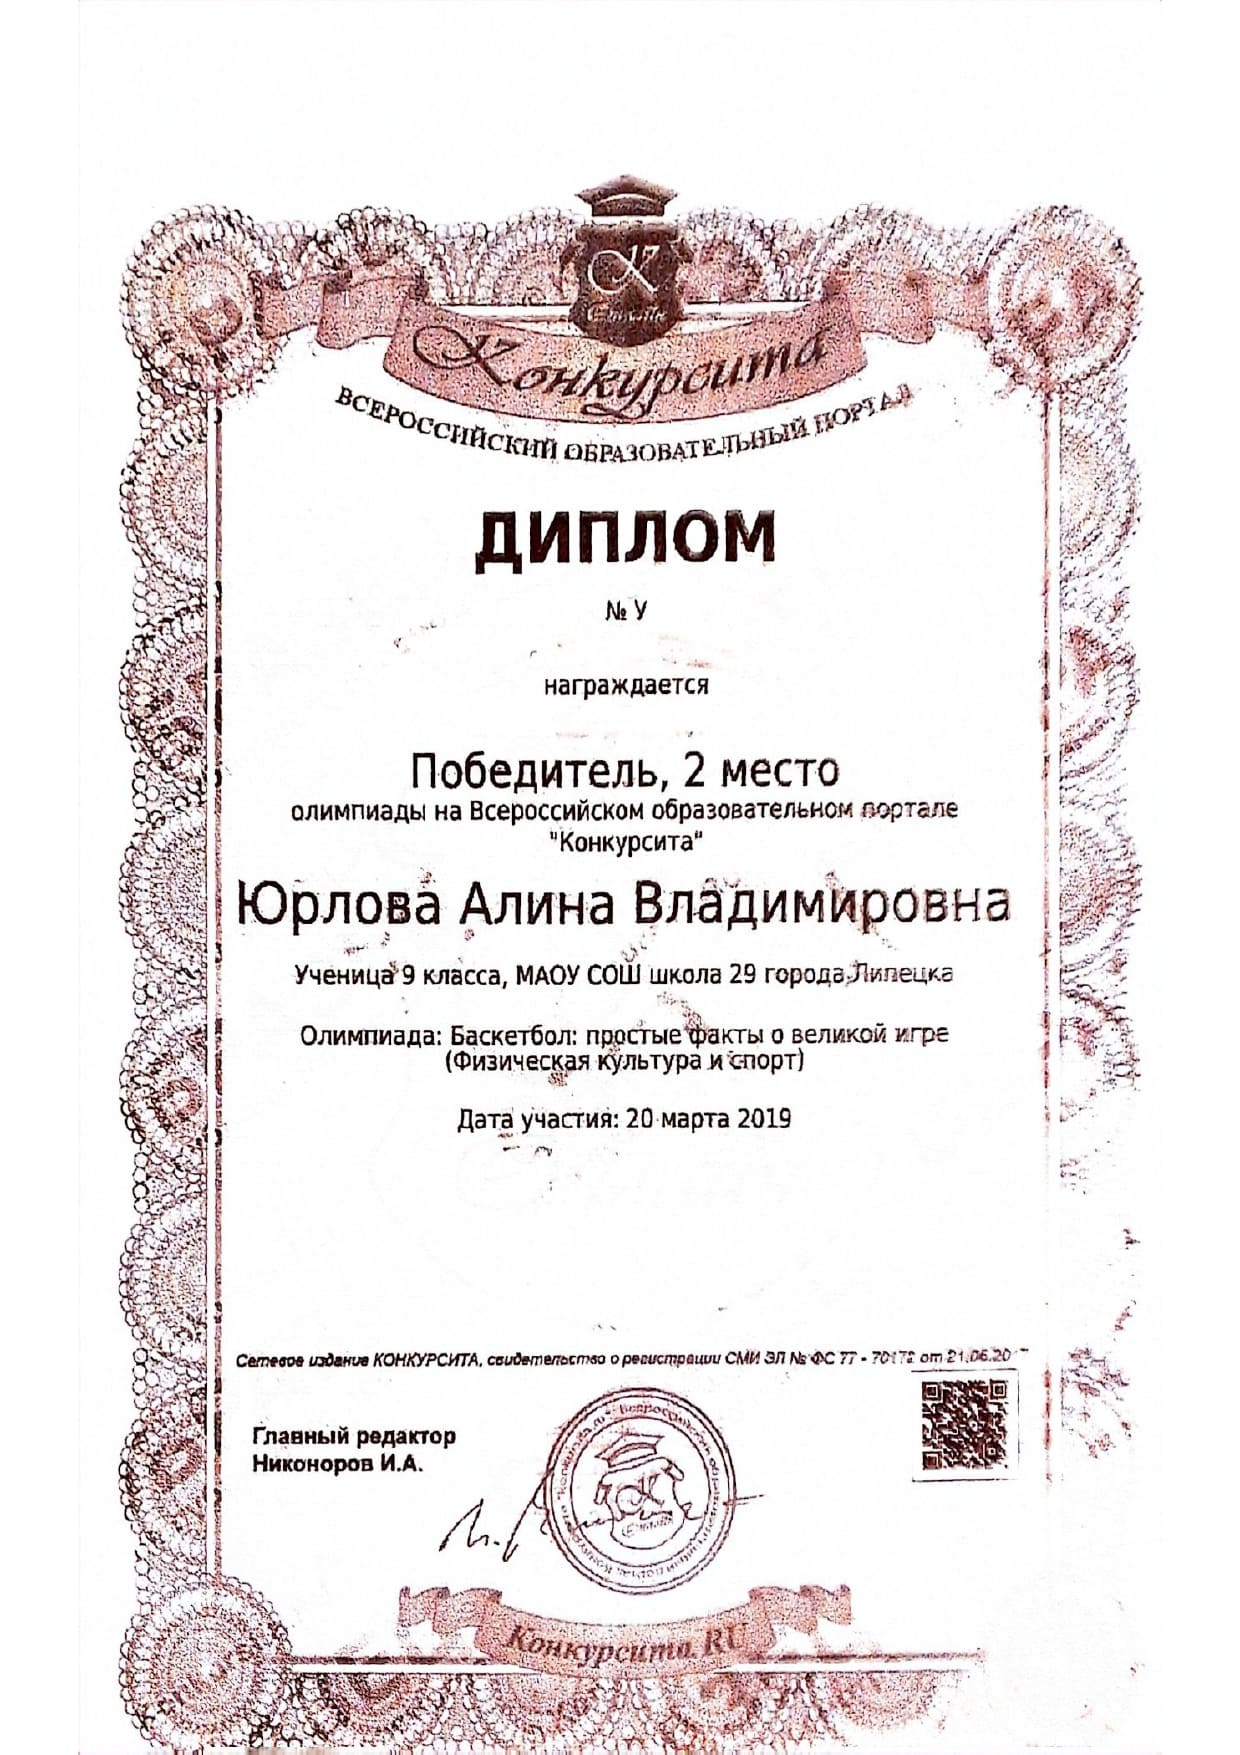 Конкурсита
ВСЕРОССИЙСКИЙ ОБРАЗОВАТЕЛЬНЫЙ ПОРТАЛ
ДИПЛОМ
№ У
награждается
Победитель, 2 место
олимпиады на Всероссийском образовательном портале
"Конкурсита"
Юрлова Алина Владимировна
Ученица 9 класса, МАОУ СОШ школа 29 города Липецка
Олимпиада: Баскетбол: простые факты о великой игре
(Физическая культура и спорт)
Дата участия: 20 марта 2019
Сетевое издание КОНКУРСИТА, свидетельство о регистрации СМИ ЭЛ № ФС 77 - от 21.06.20
Главный редактор
Никоноров И.А.
Конкурсита.RU